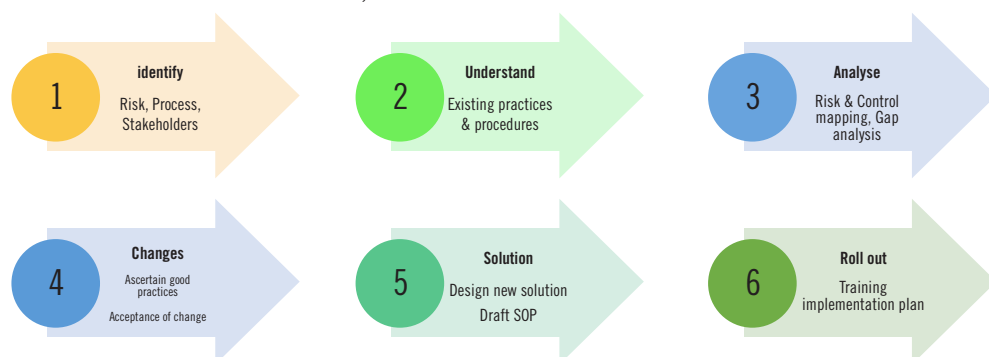 1
identify
Risk, Process,
Stakeholders
2
Understand
Existing practices
& procedures
3
Analyse
Risk & Control
mapping, Gap
analysis
4
Changes
Ascertain good
practices
Acceptance of change
5
Solution
Design new solution
Draft SOP
6
Roll out
Training
implementation plan